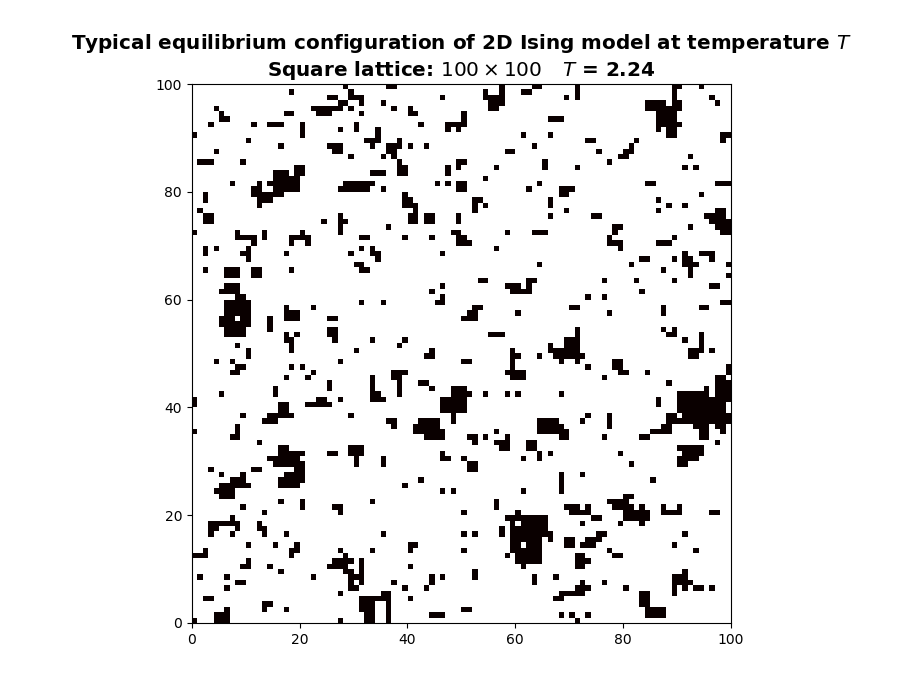 Typical equilibrium configuration of 2D Ising model at temperature T
Square lattice: 100 × 100 T = 2.24
100
80
60
40
20
0
0 20 40 60 80 100